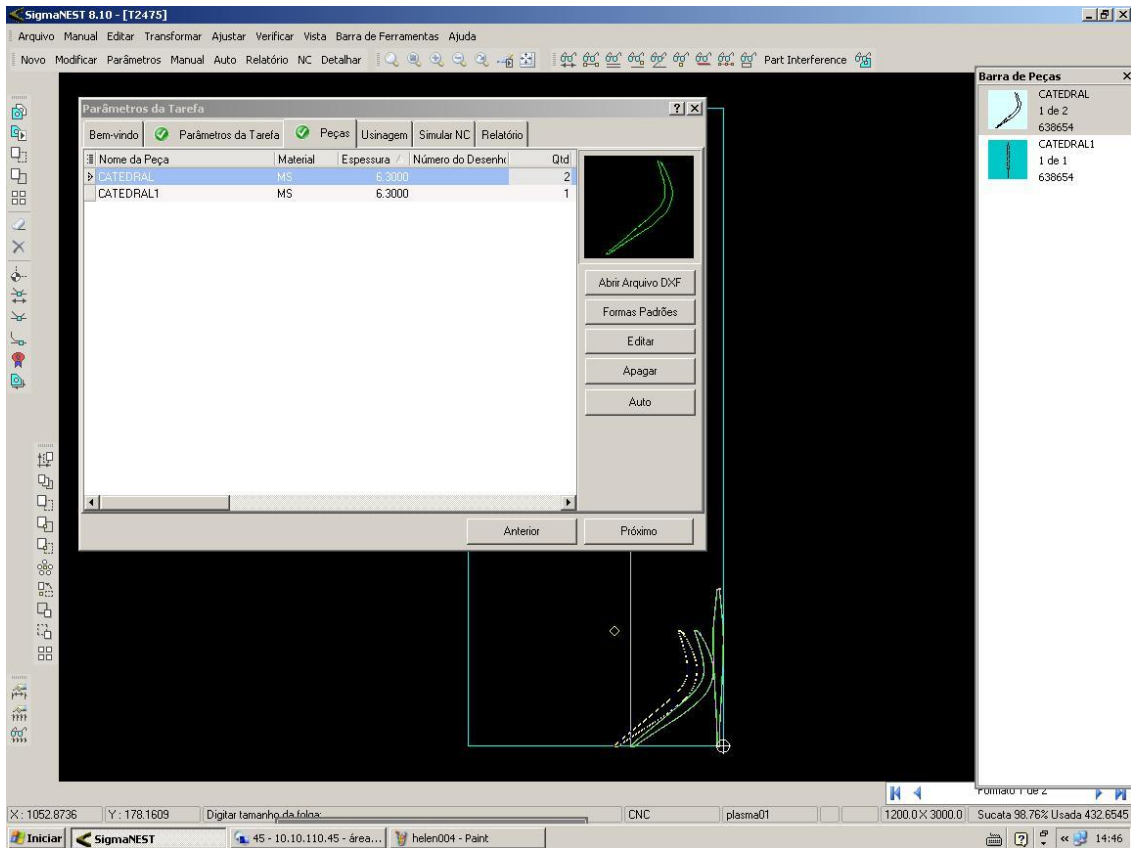 SigmaNEST 8.10 - [T2475]
Arquivo Manual Editar Transformar Ajustar Verificar Vista Barra de Ferramentas Ajuda
Novo Modificar Parâmetros Manual Auto Relatório NC Detalhar Part Interference
Barra de Peças
CATEDRAL
1 de 2
638654
CATEDRAL1
1 de 1
638654
Parâmetros da Tarefa
Bem-vindo Parâmetros da Tarefa Peças Usinagem Simular NC Relatório
Nome da Peça Material Espessura Número do Desenho Qtd
CATEDRAL MS 6.3000 2
CATEDRAL1 MS 6.3000 1
Abrir Arquivo DXF
Formas Padrões
Editar
Apagar
Auto
Anterior Próximo
Formato 1 de 2
X: 1052.8736 Y: 178.1609 Digitar tamanho da folha: CNC plasma01 1200.0 X 3000.0 Sucata 98.76% Usada 432.6545
Iniciar SigmaNEST 45 - 10.10.110.45 - área... helen004 - Paint 14:46